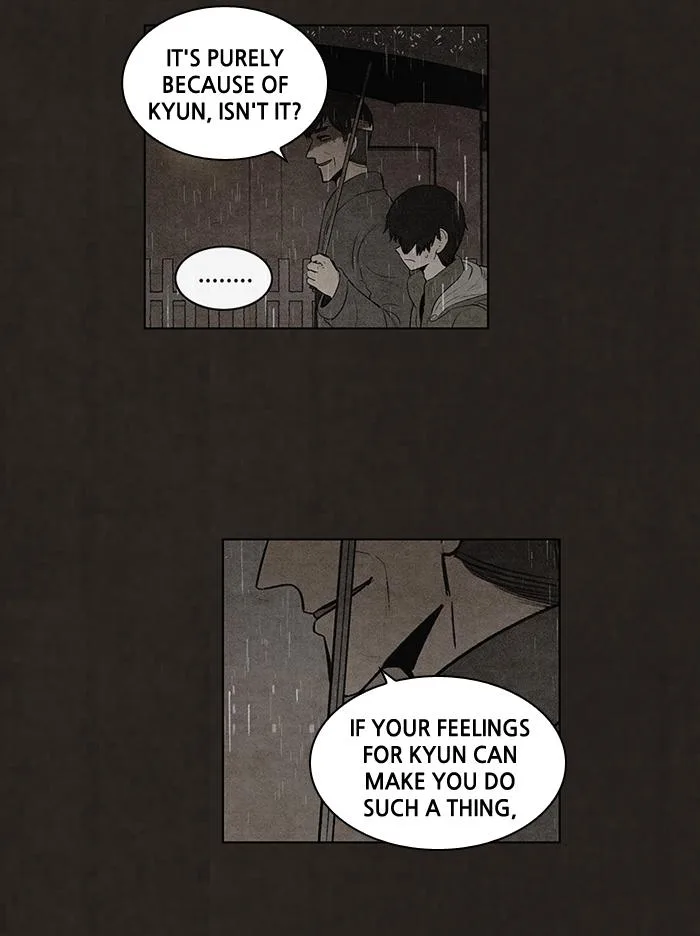 IT'S PURELY
BECAUSE OF
KYUN, ISN'T IT?
........
IF YOUR FEELINGS
FOR KYUN CAN
MAKE YOU DO
SUCH A THING,